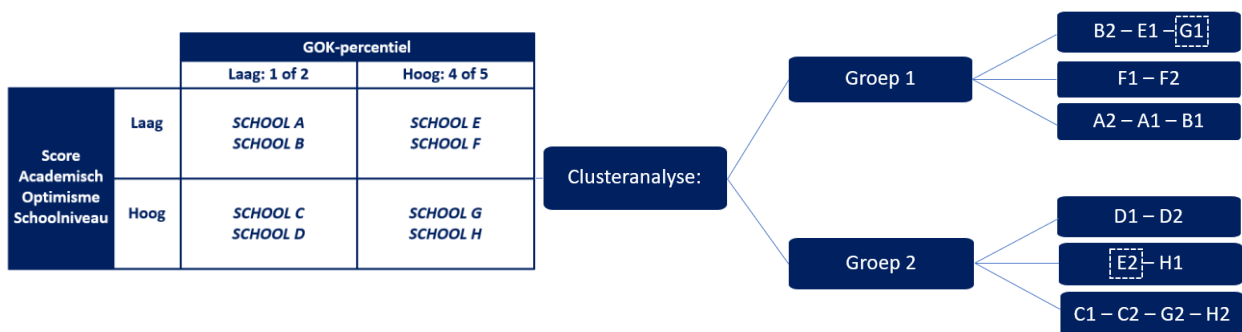 GOK-percentiel
Laag: 1 of 2
Hoog: 4 of 5
Score
Academisch
Optimisme
Schoolniveau
Laag
SCHOOL A
SCHOOL B
SCHOOL E
SCHOOL F
Hoog
SCHOOL C
SCHOOL D
SCHOOL G
SCHOOL H
Clusteranalyse:
Groep 1
B2 – E1 – G1
F1 – F2
A2 – A1 – B1
Groep 2
D1 – D2
E2 – H1
C1 – C2 – G2 – H2